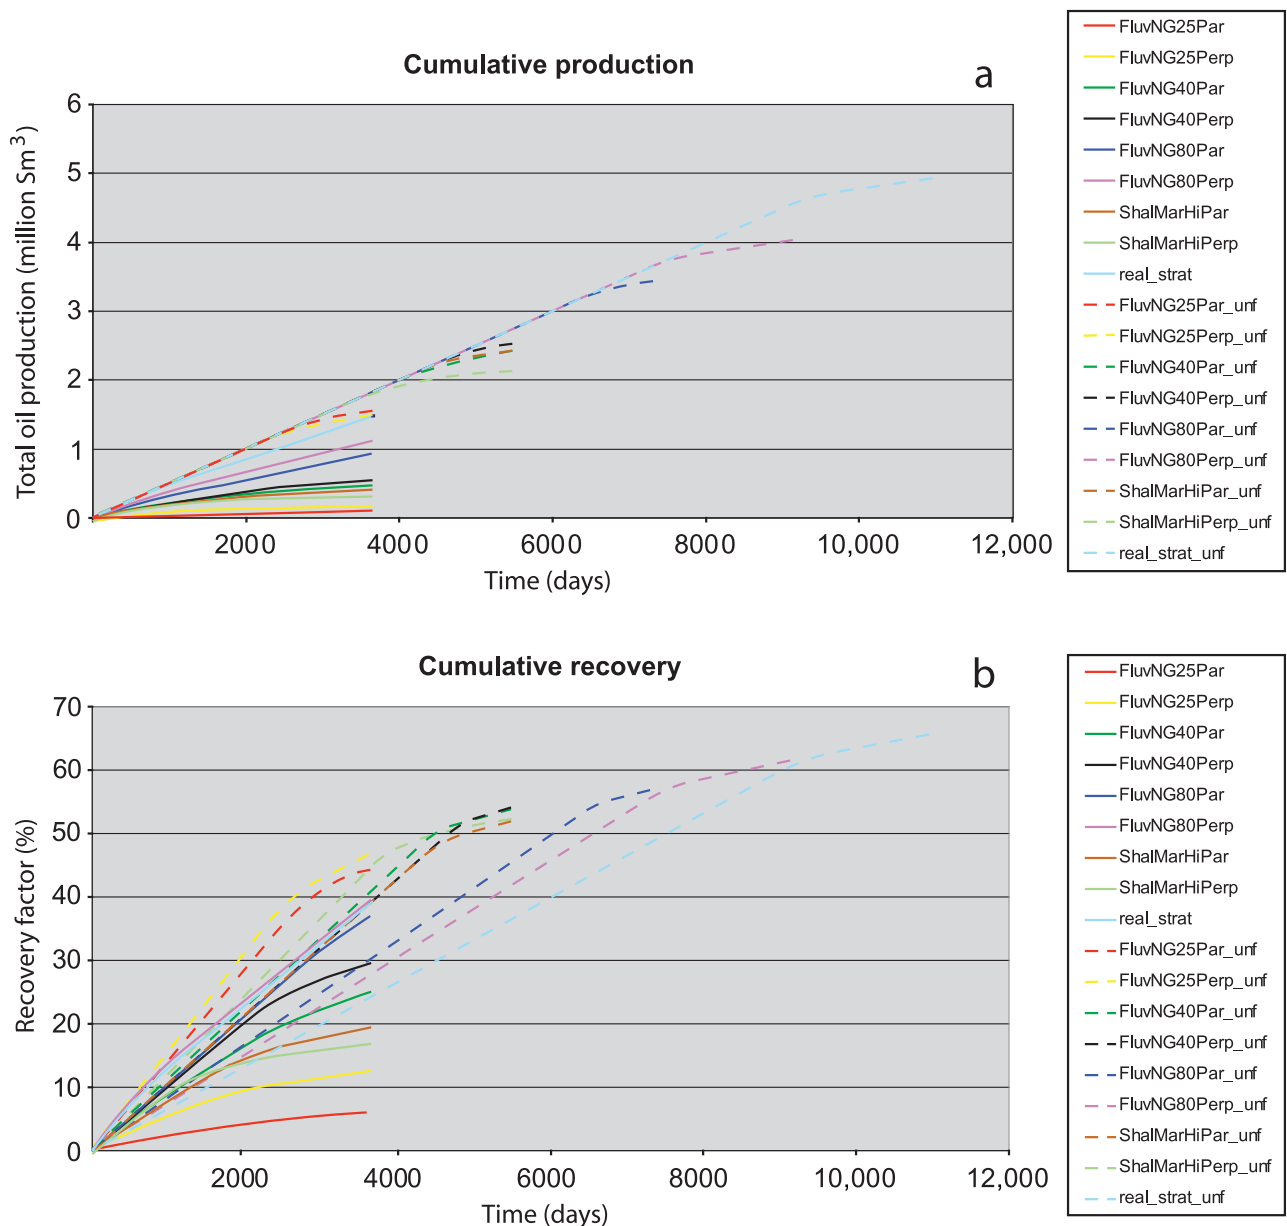 Cumulative production
a
Total oil production (million Sm³)
6
5
4
3
2
1
0
2000
4000
6000
8000
10,000
12,000
Time (days)
FluvNG25Par
FluvNG25Perp
FluvNG40Par
FluvNG40Perp
FluvNG80Par
FluvNG80Perp
ShalMarHiPar
ShalMarHiPerp
real_strat
FluvNG25Par_unf
FluvNG25Perp_unf
FluvNG40Par_unf
FluvNG40Perp_unf
FluvNG80Par_unf
FluvNG80Perp_unf
ShalMarHiPar_unf
ShalMarHiPerp_unf
real_strat_unf
Cumulative recovery
b
Recovery factor (%)
70
60
50
40
30
20
10
0
2000
4000
6000
8000
10,000
12,000
Time (days)
FluvNG25Par
FluvNG25Perp
FluvNG40Par
FluvNG40Perp
FluvNG80Par
FluvNG80Perp
ShalMarHiPar
ShalMarHiPerp
real_strat
FluvNG25Par_unf
FluvNG25Perp_unf
FluvNG40Par_unf
FluvNG40Perp_unf
FluvNG80Par_unf
FluvNG80Perp_unf
ShalMarHiPar_unf
ShalMarHiPerp_unf
real_strat_unf